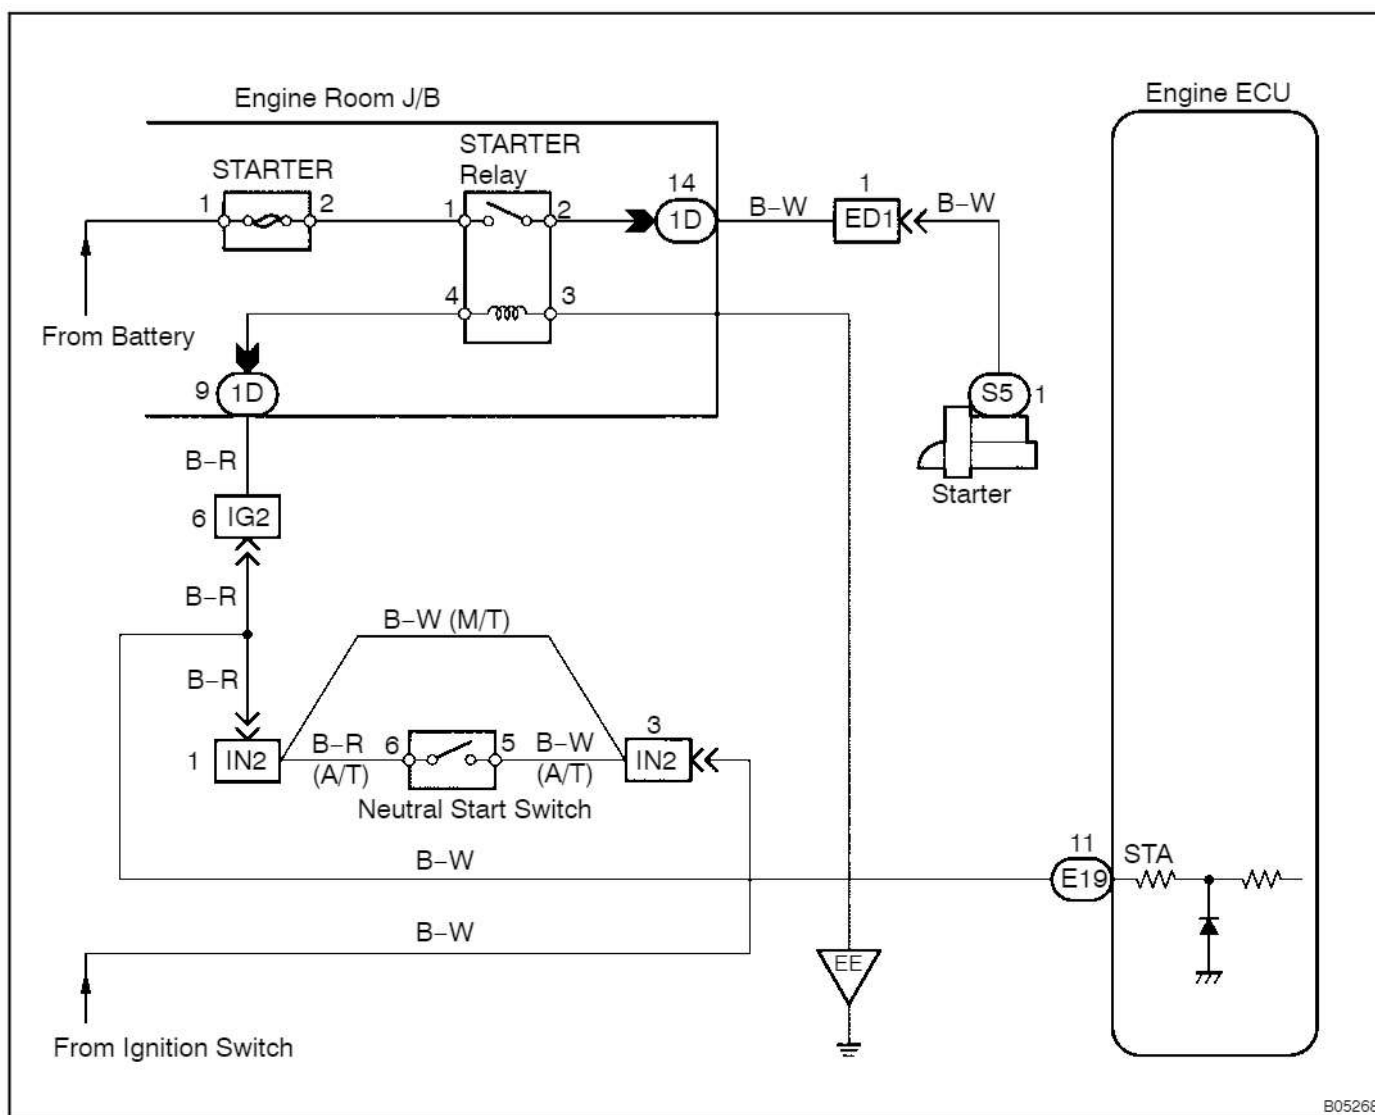 Engine Room J/B
Engine ECU
STARTER
STARTER
Relay
1
2
1
2
14
1D
B–W
1
ED1
B–W
4
3
From Battery
9
1D
S5
1
Starter
B–R
6
IG2
B–R
B–W (M/T)
B–R
1
IN2
B–R
(A/T)
6
5
B–W
(A/T)
3
IN2
Neutral Start Switch
B–W
11
E19
STA
B–W
EE
From Ignition Switch
B05268